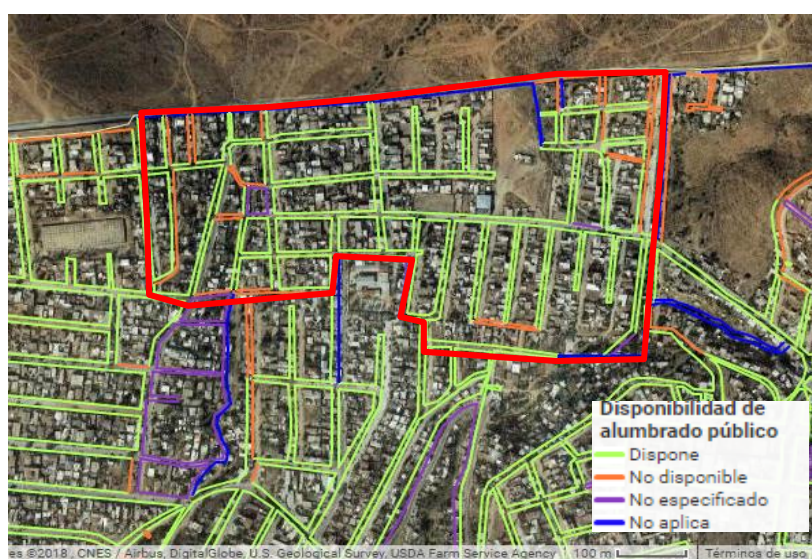 Disponibilidad de
alumbrado público
Dispone
No disponible
No especificado
No aplica
es ©2018 , CNES / Airbus, DigitalGlobe, U.S. Geological Survey, USDA Farm Service Agency 100 m Términos de uso